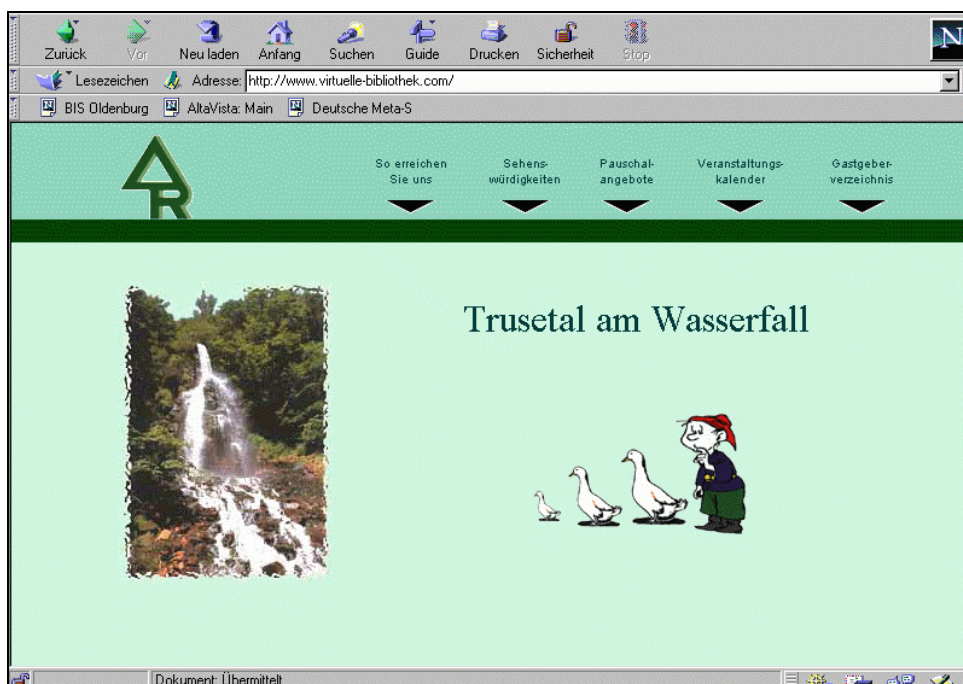 Zurück Vor Neu laden Anfang Suchen Guide Drucken Sicherheit Stop
N
Lesezeichen Adresse: http://www.virtuelle-bibliothek.com/
BIS Oldenburg AltaVista: Main Deutsche Meta-S
AR
So erreichen Sehens- Pauschal- Veranstaltungs- Gastgeber-
Sie uns würdigkeiten angebote kalender verzeichnis
Trusetal am Wasserfall
Dokument: Übermittelt